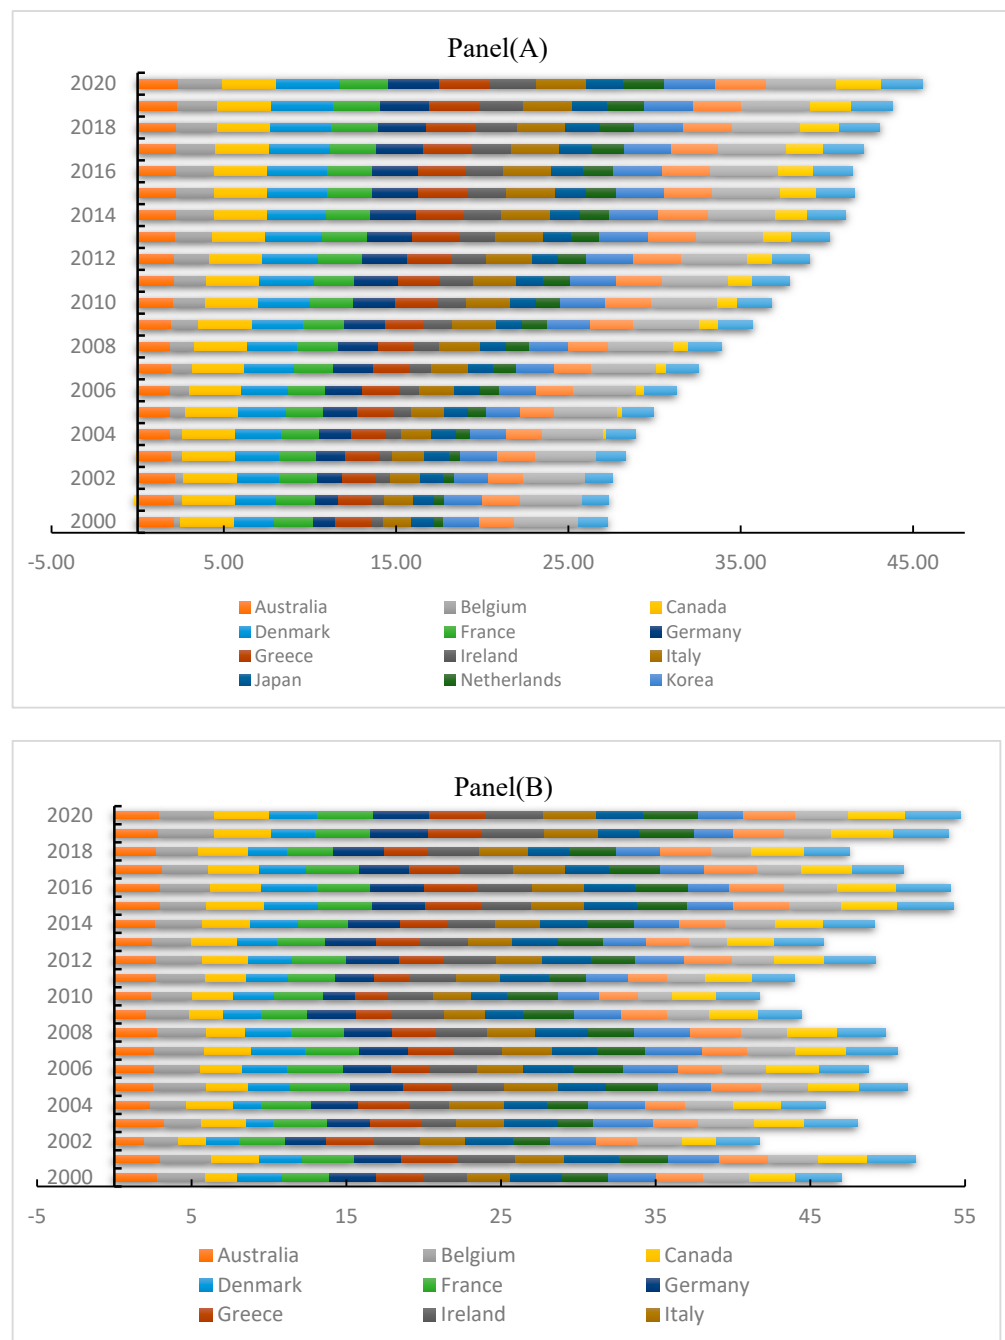 Panel(A)
2020
2018
2016
2014
2012
2010
2008
2006
2004
2002
2000
-5.00 5.00 15.00 25.00 35.00 45.00
Australia Belgium Canada
Denmark France Germany
Greece Ireland Italy
Japan Netherlands Korea
Panel(B)
2020
2018
2016
2014
2012
2010
2008
2006
2004
2002
2000
-5 5 15 25 35 45 55
Australia Belgium Canada
Denmark France Germany
Greece Ireland Italy